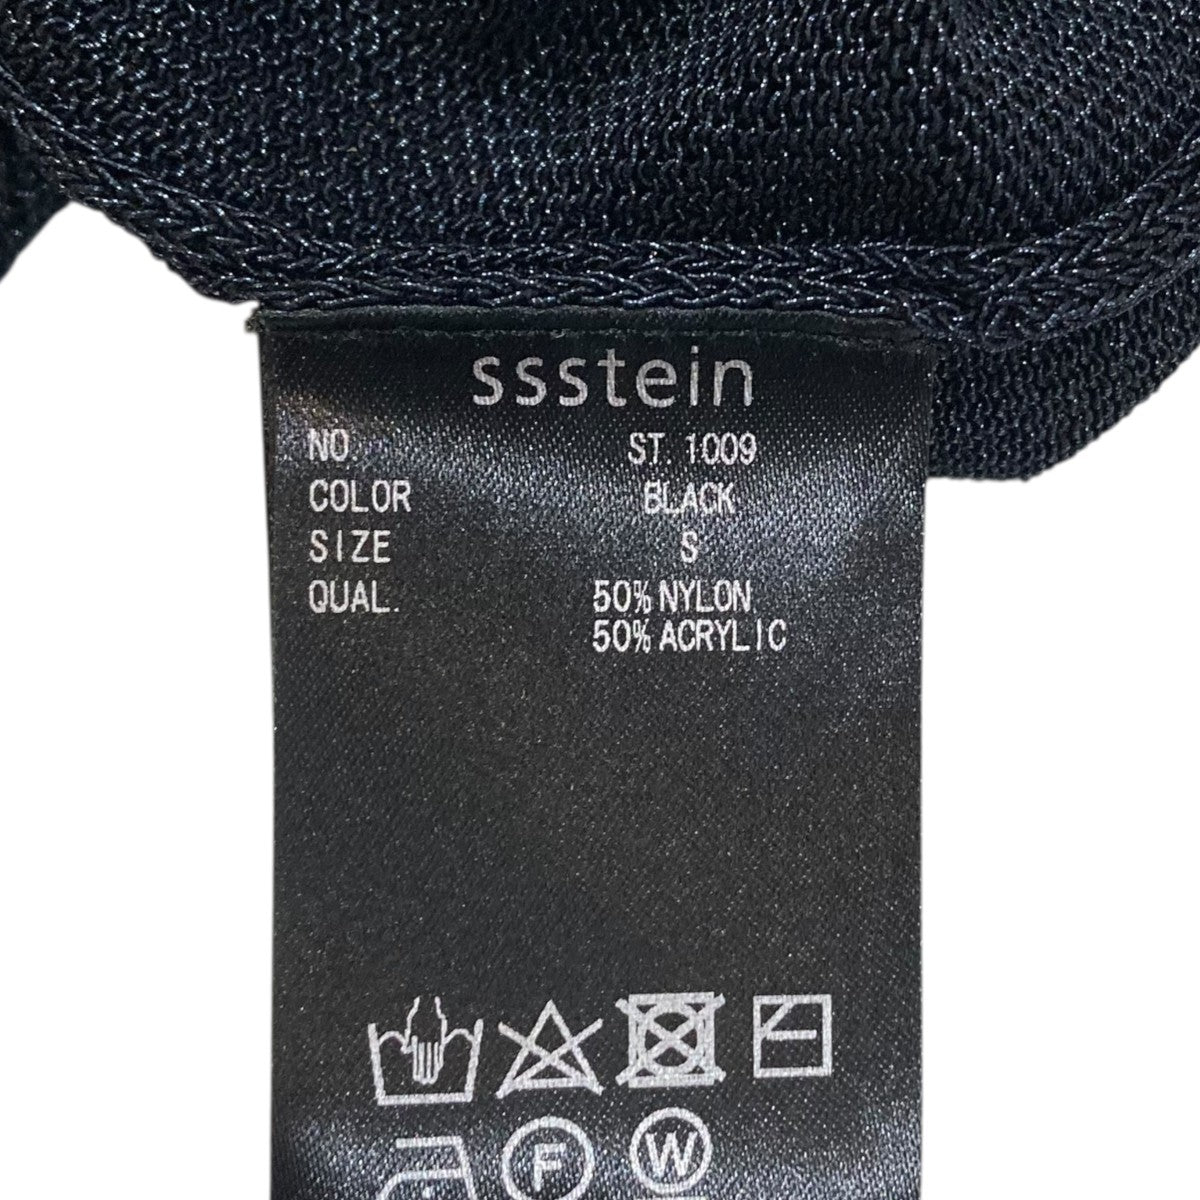 ssstein
NO. ST. 1009
COLOR BLACK
SIZE S
QUAL. 50% NYLON
50% ACRYLIC
F W